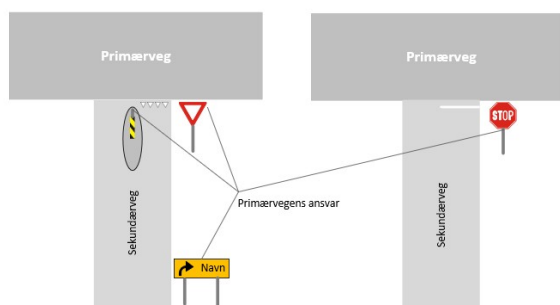 Primærveg
Primærveg
STOP
Sekundærveg
Sekundærveg
Primærvegens ansvar
Navn